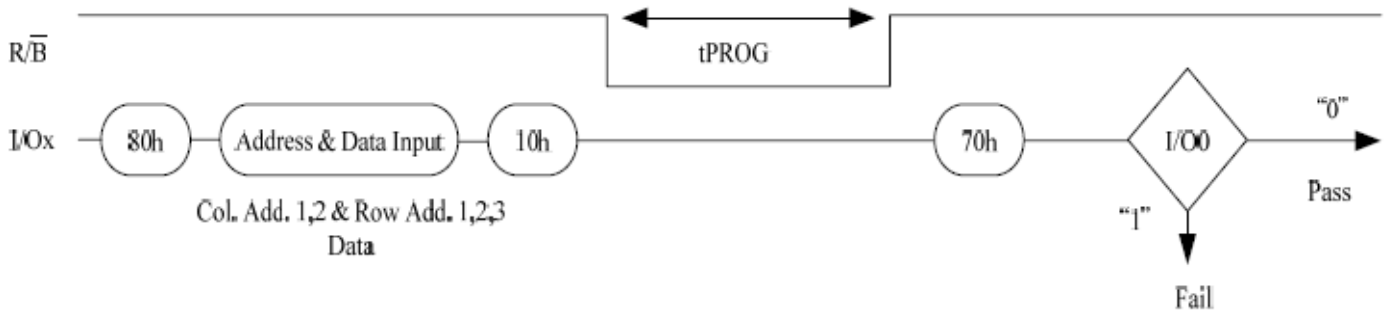 R/B̅
tPROG
I/Ox
80h
Address & Data Input
10h
70h
I/O0
“0”
Pass
Col. Add. 1,2 & Row Add. 1,2,3
Data
“1”
Fail